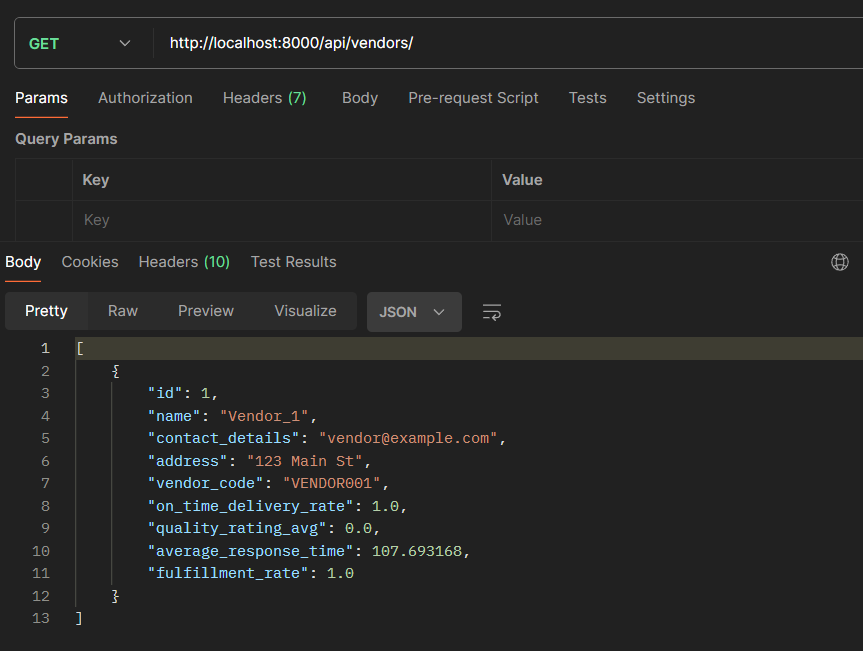 GET http://localhost:8000/api/vendors/
Params Authorization Headers (7) Body Pre-request Script Tests Settings
Query Params
Key Value
Key Value
Body Cookies Headers (10) Test Results
Pretty Raw Preview Visualize JSON
1 [
2 {
3 "id": 1,
4 "name": "Vendor_1",
5 "contact_details": "vendor@example.com",
6 "address": "123 Main St",
7 "vendor_code": "VENDOR001",
8 "on_time_delivery_rate": 1.0,
9 "quality_rating_avg": 0.0,
10 "average_response_time": 107.693168,
11 "fulfillment_rate": 1.0
12 }
13 ]